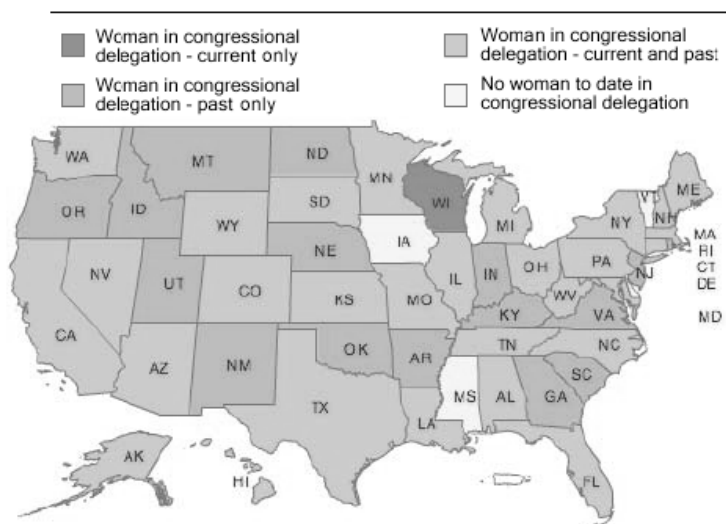 Woman in congressional
delegation - current only
Woman in congressional
delegation - past only
Woman in congressional
delegation - current and past
No woman to date in
congressional delegation
WA
MT
ND
MN
VT
ME
OR
ID
SD
WI
NY
NH
WY
MI
MA
IA
RI
NE
PA
NJ
CT
NV
IL
IN
OH
DE
UT
CO
KS
MO
WV
VA
MD
CA
KY
NC
AZ
NM
OK
AR
TN
SC
TX
MS
AL
GA
LA
AK
HI
FL